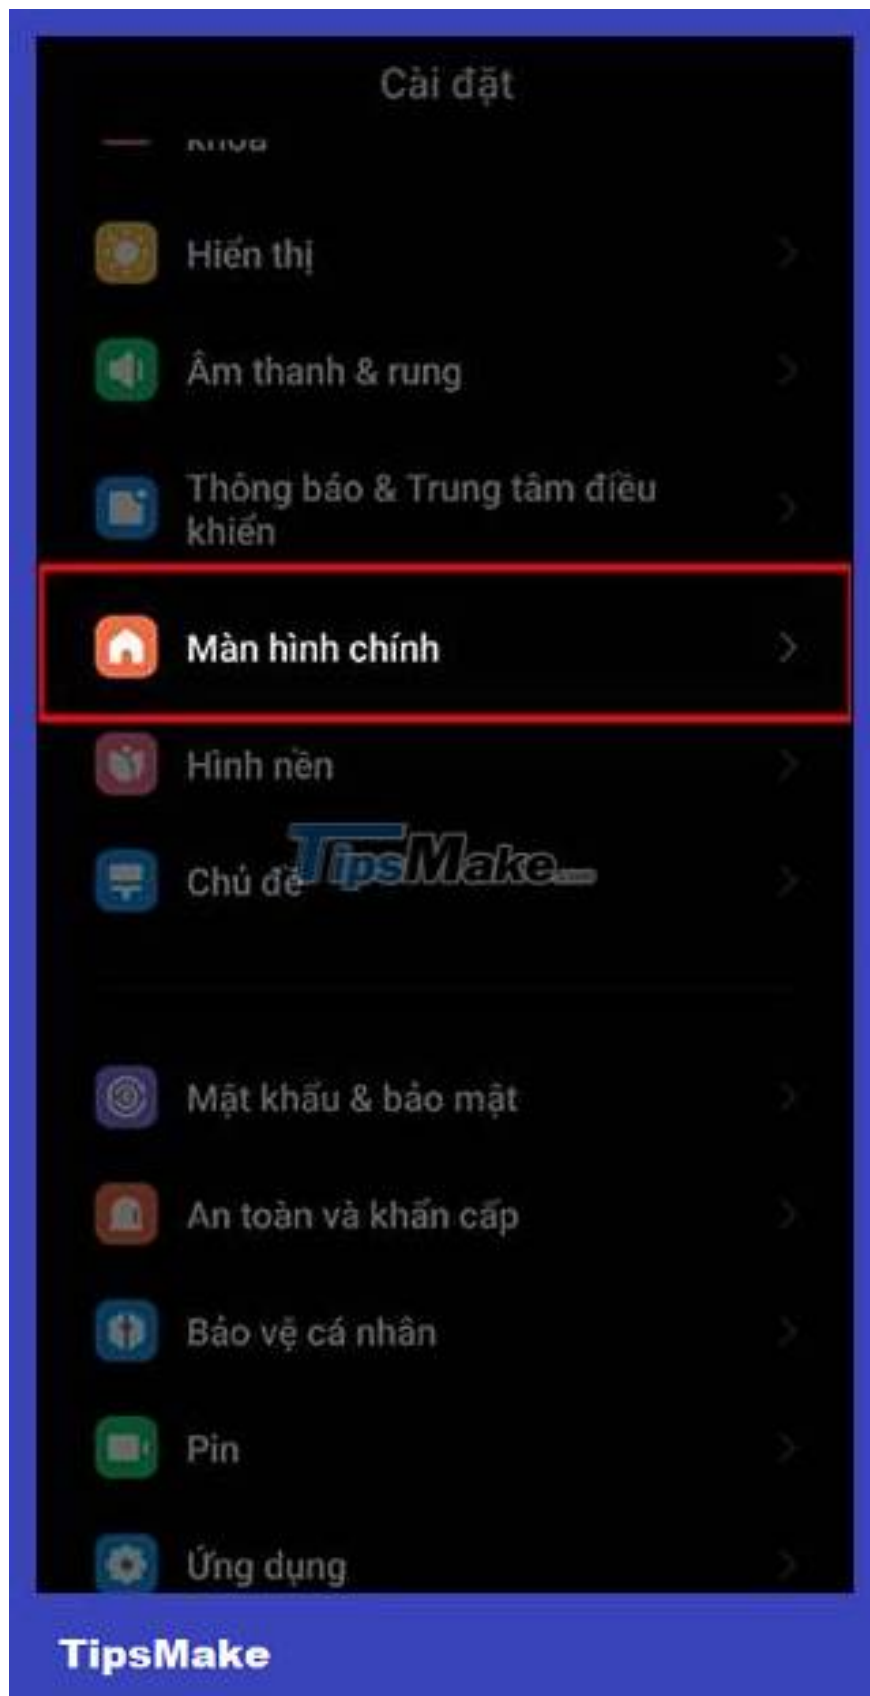 Cài đặt
khóa
Hiển thị
Âm thanh & rung
Thông báo & Trung tâm điều
khiển
Màn hình chính
Hình nền
Chủ đề
TipsMake.com
Mật khẩu & bảo mật
An toàn và khẩn cấp
Bảo vệ cá nhân
Pin
Ứng dụng
TipsMake